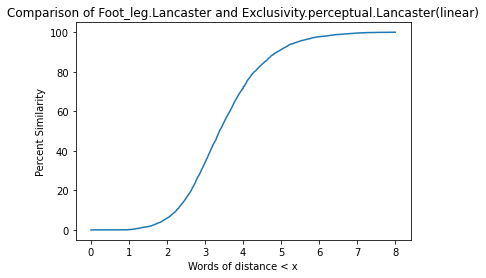 Comparison of Foot_leg.Lancaster and Exclusivity.perceptual.Lancaster(linear)
100
80
60
40
20
0
Percent Similarity
0 1 2 3 4 5 6 7 8
Words of distance < x